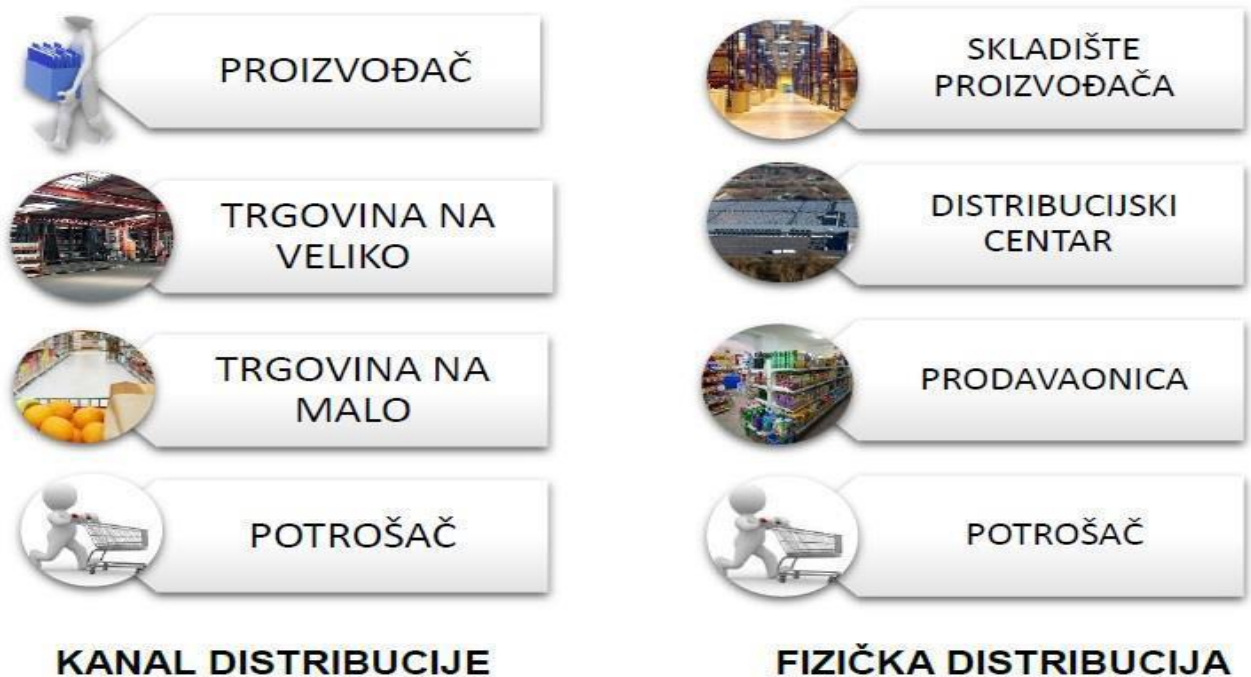 PROIZVOĐAČ
TRGOVINA NA
VELIKO
TRGOVINA NA
MALO
POTROŠAČ
KANAL DISTRIBUCIJE
SKLADIŠTE
PROIZVOĐAČA
DISTRIBUCIJSKI
CENTAR
PRODAVAONICA
POTROŠAČ
FIZIČKA DISTRIBUCIJA